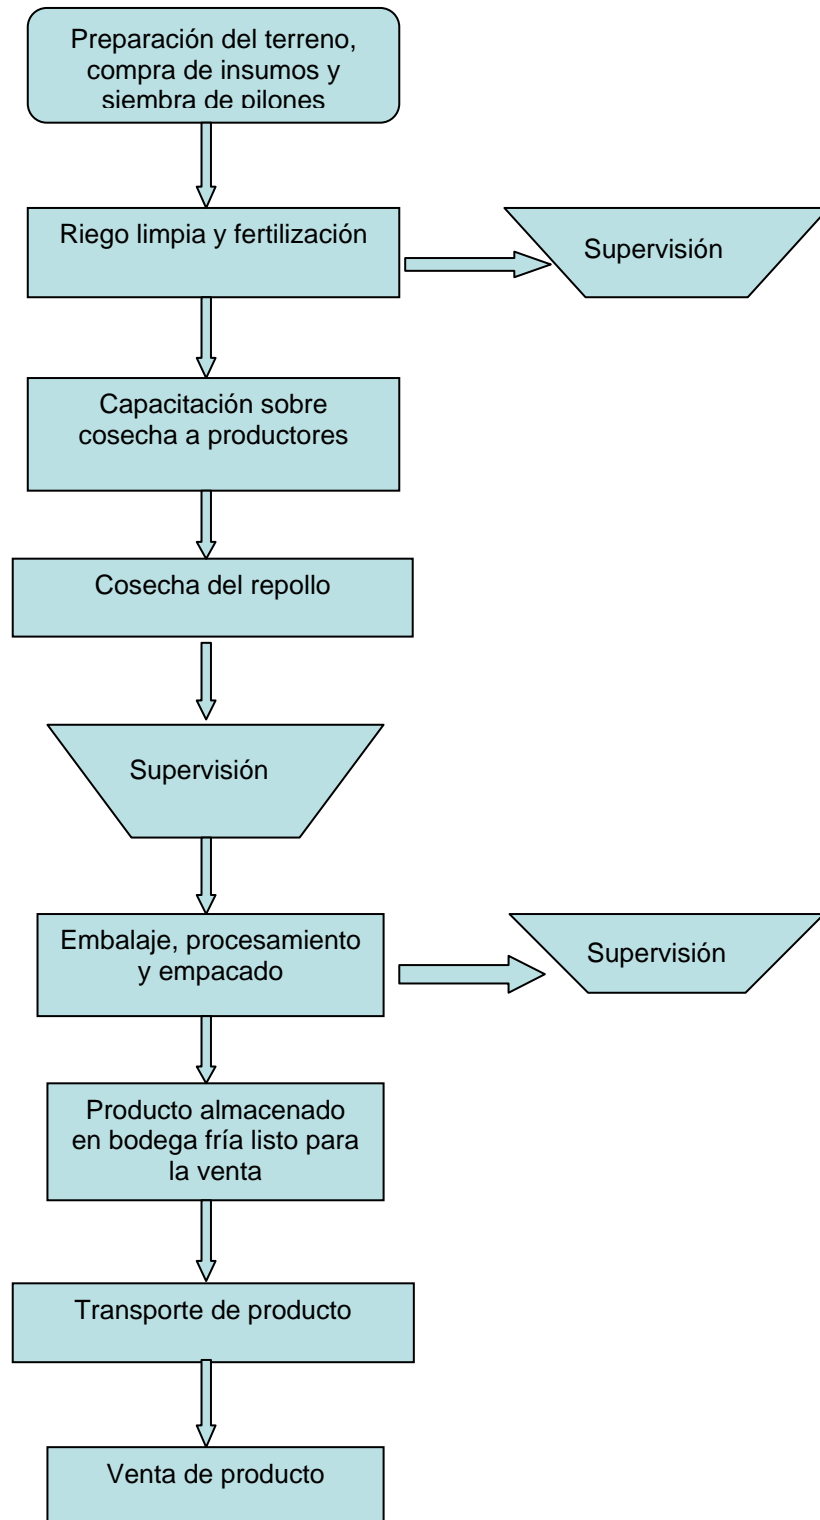 Preparación del terreno,
compra de insumos y
siembra de pilones
Riego limpia y fertilización
Supervisión
Capacitación sobre
cosecha a productores
Cosecha del repollo
Supervisión
Embalaje, procesamiento
y empacado
Supervisión
Producto almacenado
en bodega fría listo para
la venta
Transporte de producto
Venta de producto